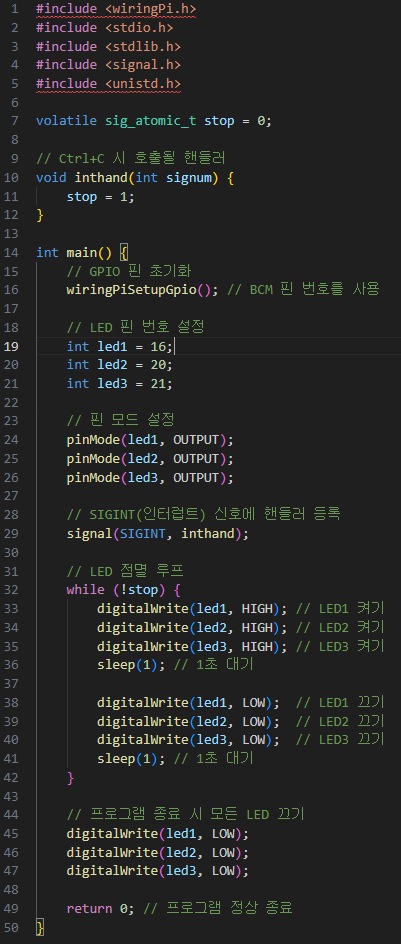 1 #include <wiringPi.h>
2 #include <stdio.h>
3 #include <stdlib.h>
4 #include <signal.h>
5 #include <unistd.h>
6
7 volatile sig_atomic_t stop = 0;
8
9 // Ctrl+C 시 호출될 핸들러
10 void inthand(int signum) {
11     stop = 1;
12 }
13
14 int main() {
15     // GPIO 핀 초기화
16     wiringPiSetupGpio(); // BCM 핀 번호를 사용
17
18     // LED 핀 번호 설정
19     int led1 = 16;
20     int led2 = 20;
21     int led3 = 21;
22
23     // 핀 모드 설정
24     pinMode(led1, OUTPUT);
25     pinMode(led2, OUTPUT);
26     pinMode(led3, OUTPUT);
27
28     // SIGINT(인터럽트) 신호에 핸들러 등록
29     signal(SIGINT, inthand);
30
31     // LED 점멸 루프
32     while (!stop) {
33         digitalWrite(led1, HIGH); // LED1 켜기
34         digitalWrite(led2, HIGH); // LED2 켜기
35         digitalWrite(led3, HIGH); // LED3 켜기
36         sleep(1); // 1초 대기
37
38         digitalWrite(led1, LOW);  // LED1 끄기
39         digitalWrite(led2, LOW);  // LED2 끄기
40         digitalWrite(led3, LOW);  // LED3 끄기
41         sleep(1); // 1초 대기
42     }
43
44     // 프로그램 종료 시 모든 LED 끄기
45     digitalWrite(led1, LOW);
46     digitalWrite(led2, LOW);
47     digitalWrite(led3, LOW);
48
49     return 0; // 프로그램 정상 종료
50 }